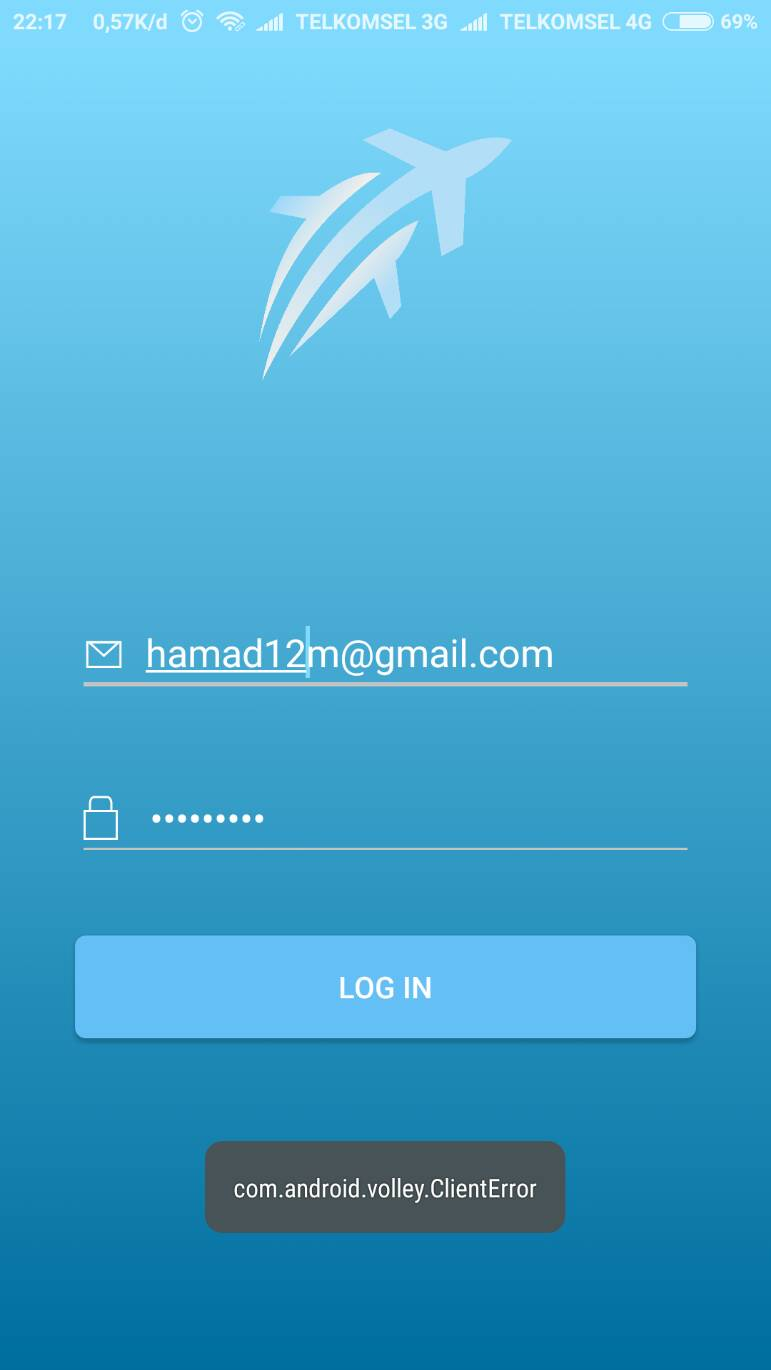 22:17 0,57K/d TELKOMSEL 3G TELKOMSEL 4G 69%
hamad12m@gmail.com
•••••••••
LOG IN
com.android.volley.ClientError